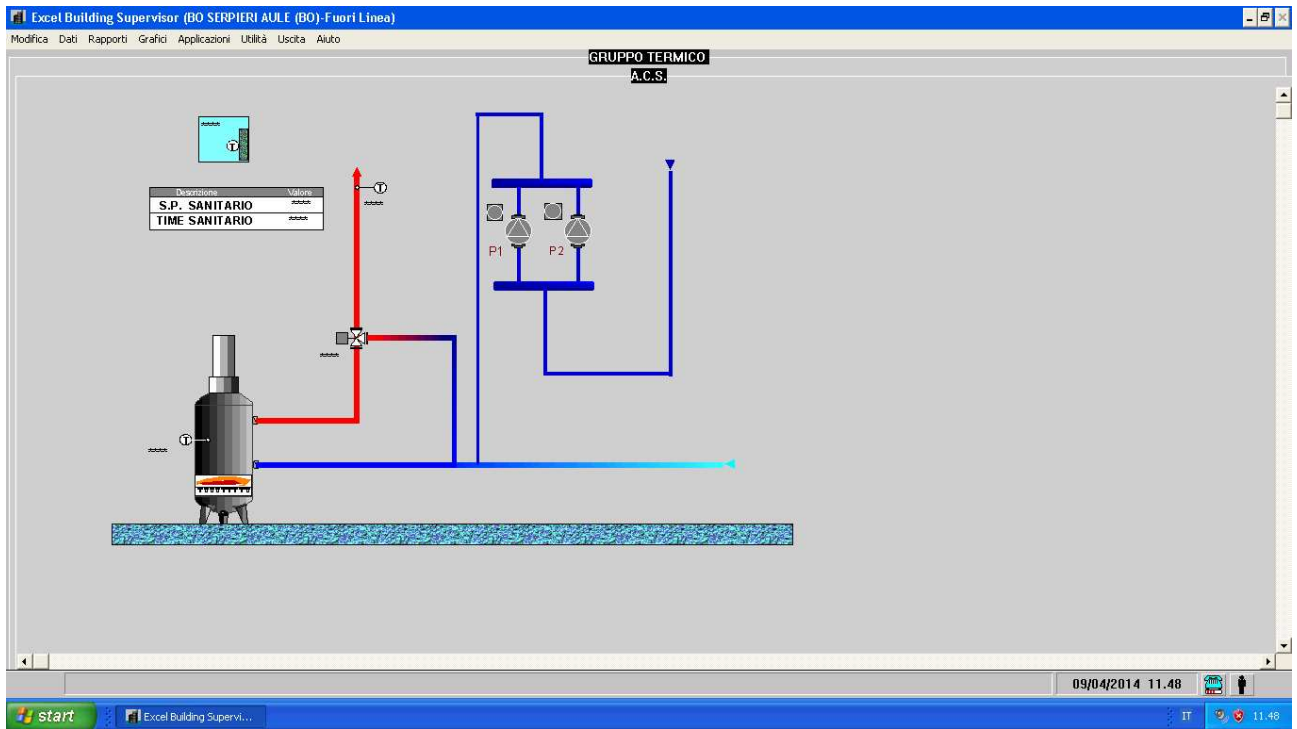 Excel Building Supervisor (BO SERPIERI AULE (BO)-Fuori Linea)
Modifica Dati Rapporti Grafici Applicazioni Utilità Uscita Aiuto
GRUPPO TERMICO
A.C.S.
****
T
Descrizione Valore
S.P. SANITARIO ****
TIME SANITARIO ****
T
****
P1 P2
****
T
****
09/04/2014 11.48
start Excel Building Supervi... IT 11.48